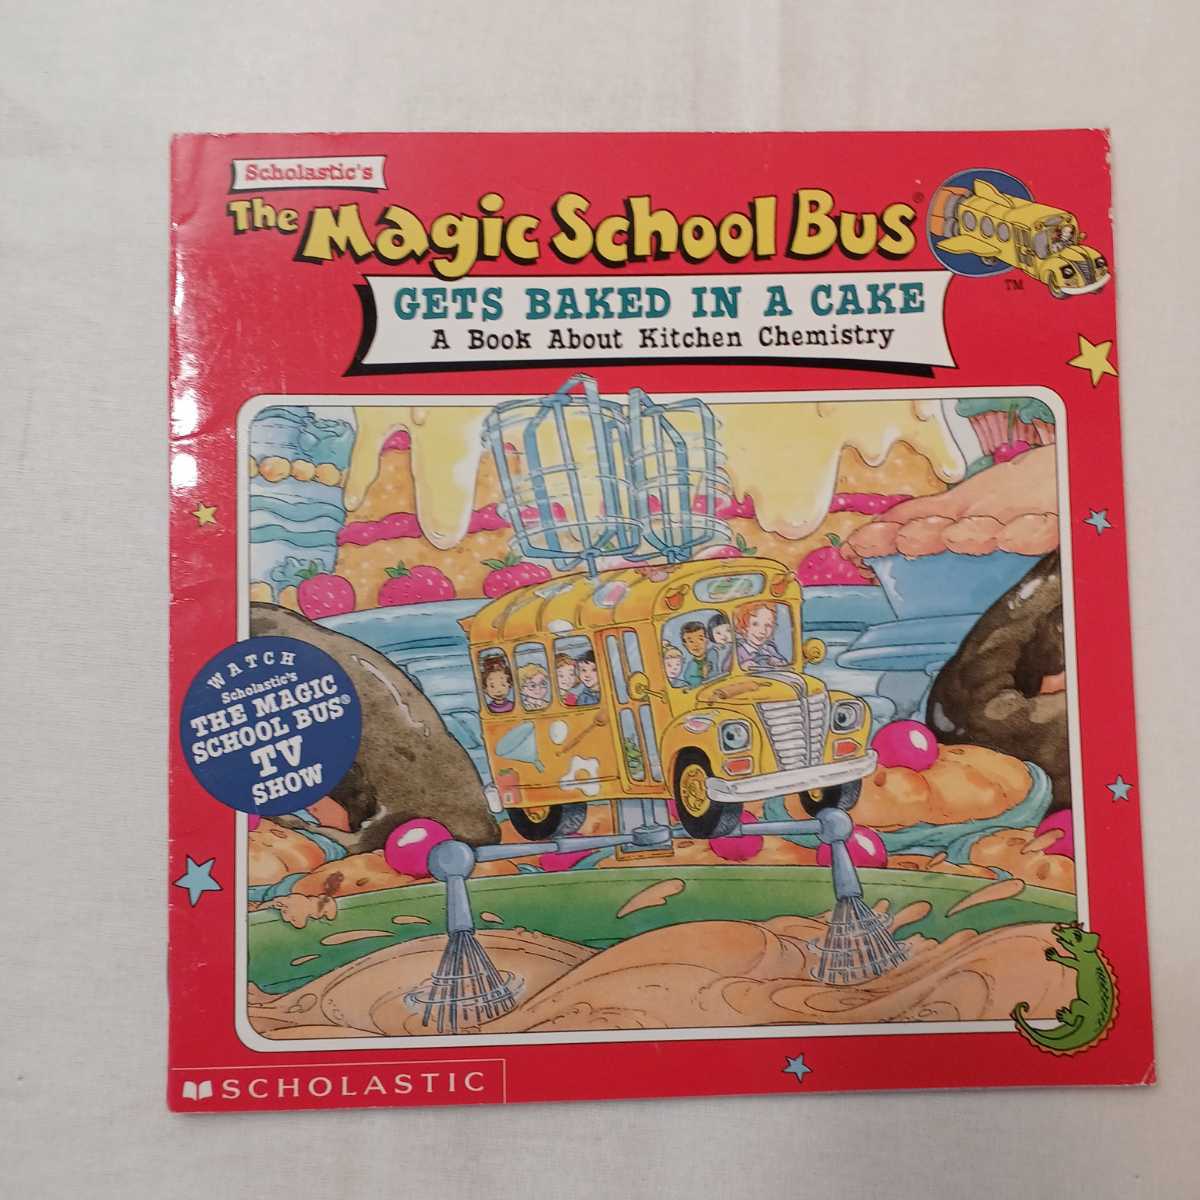 Scholastic's
The Magic School Bus®
TM
GETS BAKED IN A CAKE
A Book About Kitchen Chemistry
WATCH
Scholastic's
THE MAGIC
SCHOOL BUS®
TV
SHOW
SCHOLASTIC